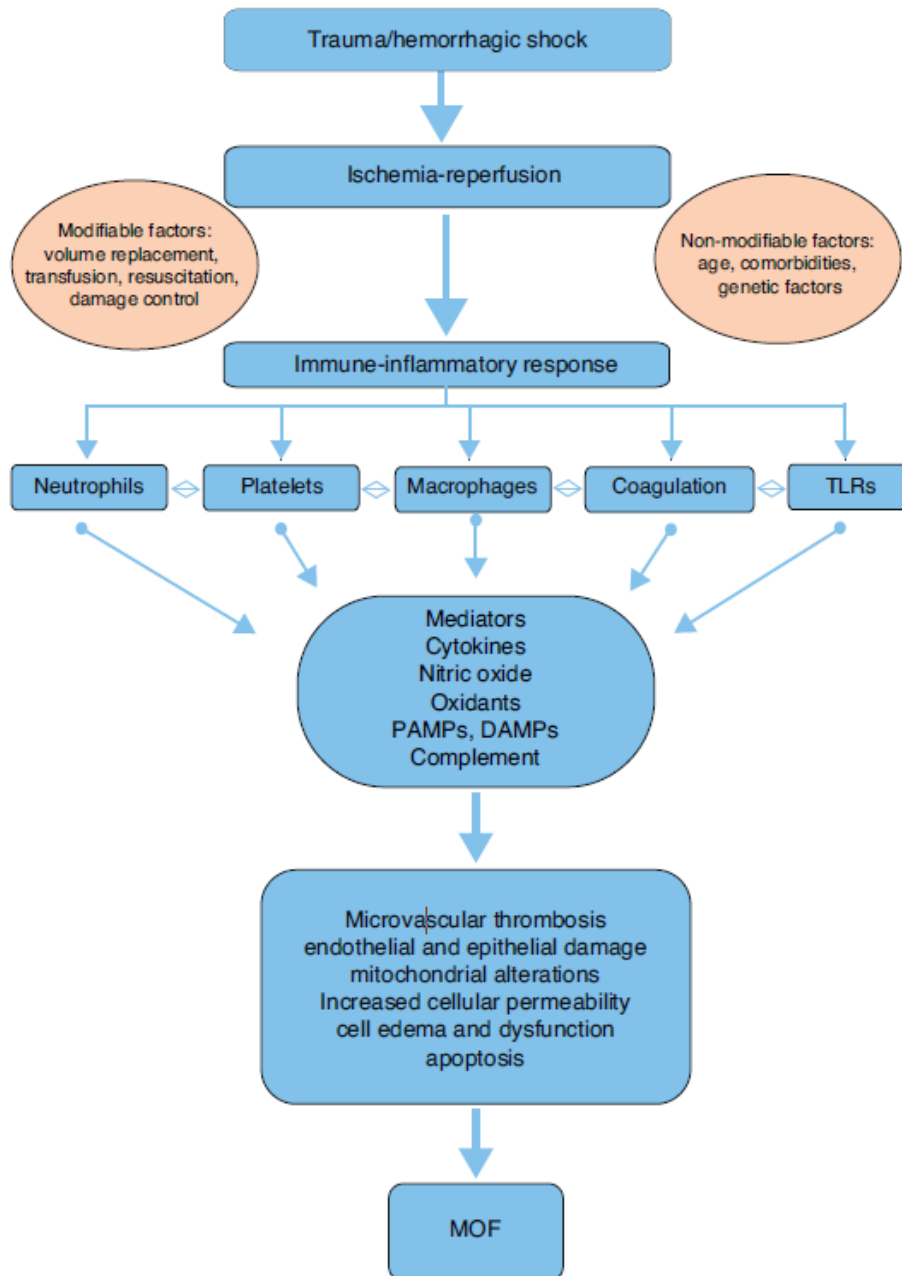 Trauma/hemorrhagic shock
Ischemia-reperfusion
Modifiable factors:
volume replacement,
transfusion, resuscitation,
damage control
Non-modifiable factors:
age, comorbidities,
genetic factors
Immune-inflammatory response
Neutrophils
Platelets
Macrophages
Coagulation
TLRs
Mediators
Cytokines
Nitric oxide
Oxidants
PAMPs, DAMPs
Complement
Microvascular thrombosis
endothelial and epithelial damage
mitochondrial alterations
Increased cellular permeability
cell edema and dysfunction
apoptosis
MOF